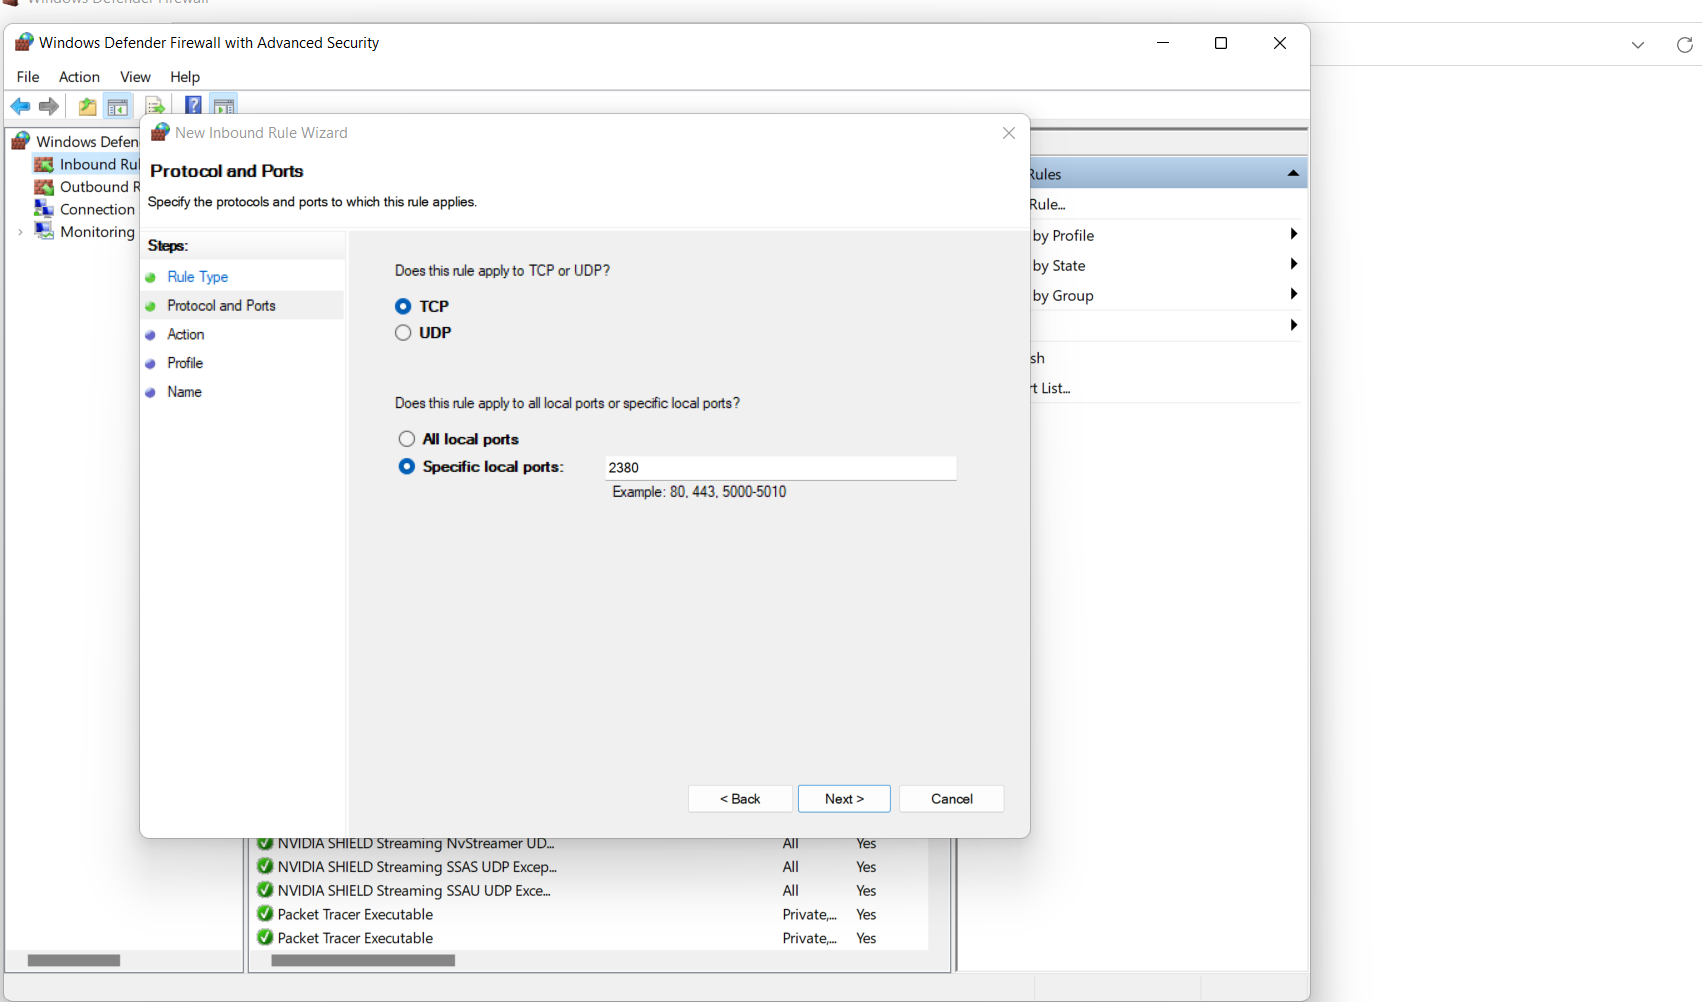 Windows Defender Firewall
Windows Defender Firewall with Advanced Security
File Action View Help
Windows Defen
Inbound Rul
Outbound R
Connection
Monitoring
New Inbound Rule Wizard
Protocol and Ports
Specify the protocols and ports to which this rule applies.
Steps:
Rule Type
Protocol and Ports
Action
Profile
Name
Does this rule apply to TCP or UDP?
TCP
UDP
Does this rule apply to all local ports or specific local ports?
All local ports
Specific local ports: 2380
Example: 80, 443, 5000-5010
< Back Next > Cancel
Rules
Rule...
by Profile
by State
by Group
sh
rt List...
NVIDIA SHIELD Streaming NvStreamer UD... All Yes
NVIDIA SHIELD Streaming SSAS UDP Excep... All Yes
NVIDIA SHIELD Streaming SSAU UDP Exce... All Yes
Packet Tracer Executable Private,... Yes
Packet Tracer Executable Private,... Yes